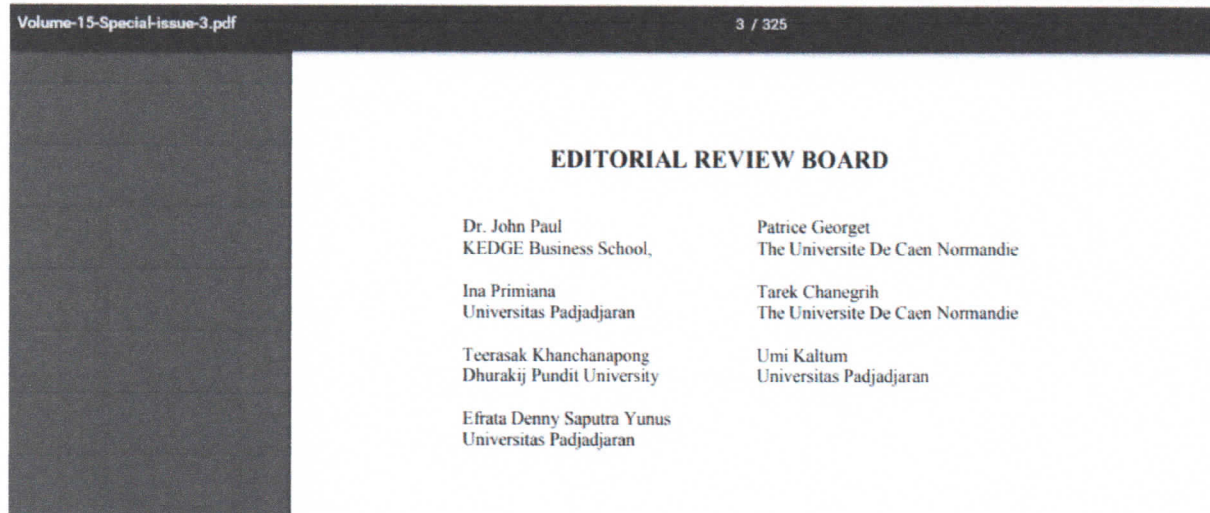 Volume-15-Special-issue-3.pdf
3 / 325
EDITORIAL REVIEW BOARD
Dr. John Paul
KEDGE Business School,
Ina Primiana
Universitas Padjadjaran
Teerasak Khanchanapong
Dhurakij Pundit University
Efrata Denny Saputra Yunus
Universitas Padjadjaran
Patrice Georget
The Universite De Caen Normandie
Tarek Chanegrih
The Universite De Caen Normandie
Umi Kaltum
Universitas Padjadjaran